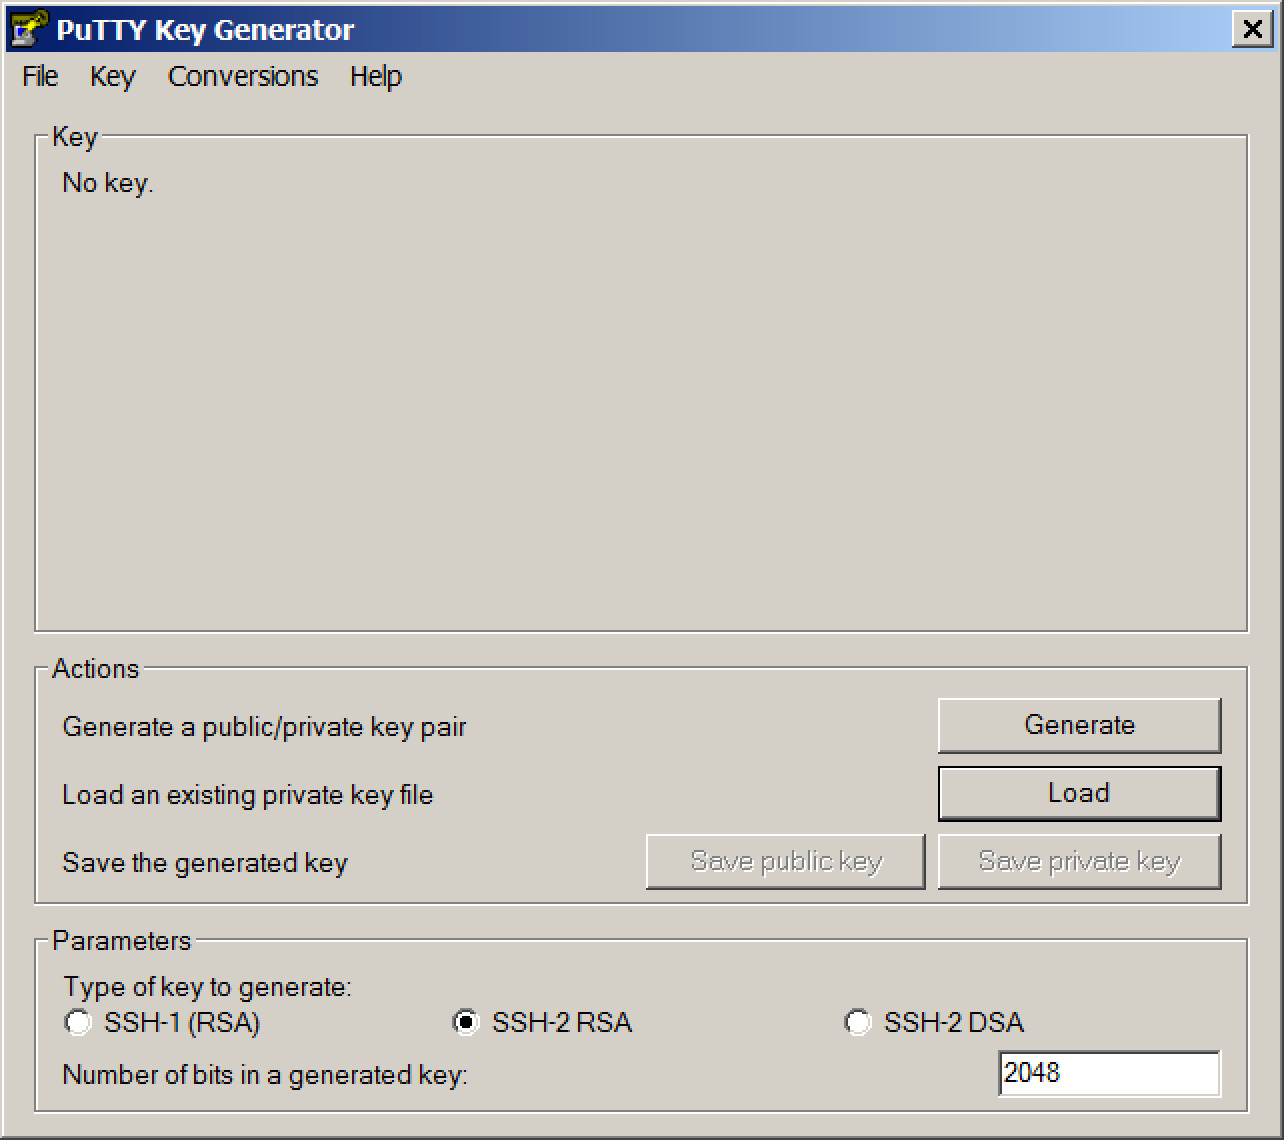 PuTTY Key Generator
File Key Conversions Help
Key
No key.
Actions
Generate a public/private key pair Generate
Load an existing private key file Load
Save the generated key Save public key Save private key
Parameters
Type of key to generate:
SSH-1 (RSA) SSH-2 RSA SSH-2 DSA
Number of bits in a generated key: 2048